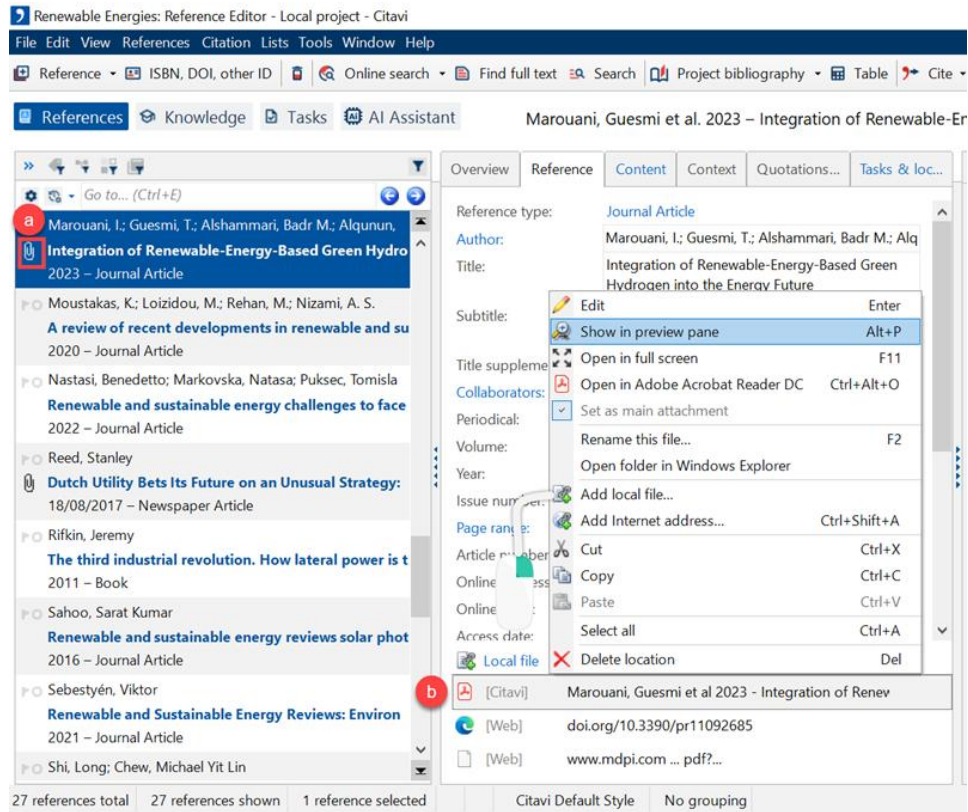 Renewable Energies: Reference Editor - Local project - Citavi
File Edit View References Citation Lists Tools Window Help
Reference ISBN, DOI, other ID Online search Find full text Search Project bibliography Table Cite
References Knowledge Tasks AI Assistant Marouani, Guesmi et al. 2023 – Integration of Renewable-En
Go to... (Ctrl+E)
a
Marouani, I.; Guesmi, T.; Alshammari, Badr M.; Alqunun,
Integration of Renewable-Energy-Based Green Hydro
2023 – Journal Article
Moustakas, K.; Loizidou, M.; Rehan, M.; Nizami, A. S.
A review of recent developments in renewable and su
2020 – Journal Article
Nastasi, Benedetto; Markovska, Natasa; Puksec, Tomisla
Renewable and sustainable energy challenges to face
2022 – Journal Article
Reed, Stanley
Dutch Utility Bets Its Future on an Unusual Strategy:
18/08/2017 – Newspaper Article
Rifkin, Jeremy
The third industrial revolution. How lateral power is t
2011 – Book
Sahoo, Sarat Kumar
Renewable and sustainable energy reviews solar phot
2016 – Journal Article
Sebestyén, Viktor
Renewable and Sustainable Energy Reviews: Environ
2021 – Journal Article
Shi, Long; Chew, Michael Yit Lin
Overview Reference Content Context Quotations... Tasks & loc...
Reference type: Journal Article
Author: Marouani, I.; Guesmi, T.; Alshammari, Badr M.; Alq
Title: Integration of Renewable-Energy-Based Green
Hydrogen into the Energy Future
Subtitle:
Title suppleme
Collaborators:
Periodical:
Volume:
Year:
Issue number:
Page range:
Article number
Online
Online
Access date:
Edit Enter
Show in preview pane Alt+P
Open in full screen F11
Open in Adobe Acrobat Reader DC Ctrl+Alt+O
Set as main attachment
Rename this file... F2
Open folder in Windows Explorer
Add local file...
Add Internet address... Ctrl+Shift+A
Cut Ctrl+X
Copy Ctrl+C
Paste Ctrl+V
Select all Ctrl+A
Delete location Del
Local file
b
[Citavi] Marouani, Guesmi et al 2023 - Integration of Renew
[Web] doi.org/10.3390/pr11092685
[Web] www.mdpi.com ... pdf?...
27 references total 27 references shown 1 reference selected Citavi Default Style No grouping